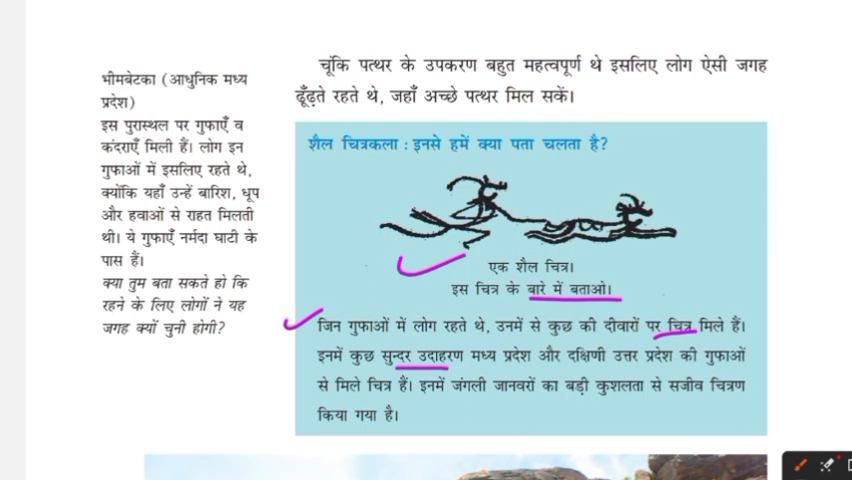 चूंकि पत्थर के उपकरण बहुत महत्वपूर्ण थे इसलिए लोग ऐसी जगह
ढूँढ़ते रहते थे, जहाँ अच्छे पत्थर मिल सकें।
भीमबेटका (आधुनिक मध्य
प्रदेश)
इस पुरास्थल पर गुफाएँ व
कंदराएँ मिली हैं। लोग इन
गुफाओं में इसलिए रहते थे,
क्योंकि यहाँ उन्हें बारिश, धूप
और हवाओं से राहत मिलती
थी। ये गुफाएँ नर्मदा घाटी के
पास हैं।
क्या तुम बता सकते हो कि
रहने के लिए लोगों ने यह
जगह क्यों चुनी होगी?
शैल चित्रकला : इनसे हमें क्या पता चलता है?
एक शैल चित्र।
इस चित्र के बारे में बताओ।
जिन गुफाओं में लोग रहते थे, उनमें से कुछ की दीवारों पर चित्र मिले हैं।
इनमें कुछ सुन्दर उदाहरण मध्य प्रदेश और दक्षिणी उत्तर प्रदेश की गुफाओं
से मिले चित्र हैं। इनमें जंगली जानवरों का बड़ी कुशलता से सजीव चित्रण
किया गया है।